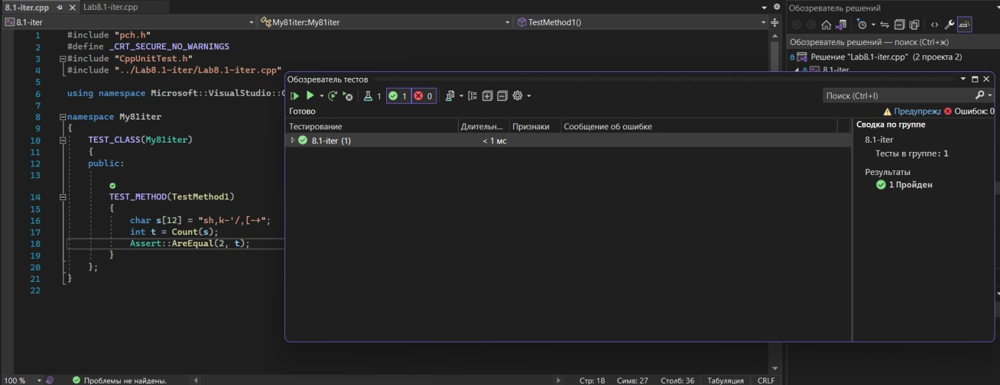 8.1-iter.cpp
Lab8.1-iter.cpp
8.1-iter
My81iter::My81iter
TestMethod1()
1 #include "pch.h"
2 #define _CRT_SECURE_NO_WARNINGS
3 #include "CppUnitTest.h"
4 #include "../Lab8.1-iter/Lab8.1-iter.cpp"
5
6 using namespace Microsoft::VisualStudio::C
7
8 namespace My81iter
9 {
10 TEST_CLASS(My81iter)
11 {
12 public:
13
14 TEST_METHOD(TestMethod1)
15 {
16 char s[12] = "sh,k-'/,[-+";
17 int t = Count(s);
18 Assert::AreEqual(2, t);
19 }
20 };
21 }
22
Обозреватель решений
Обозреватель решений — поиск (Ctrl+ж)
Решение "Lab8.1-iter.cpp" (2 проекта 2)
8.1-iter
Обозреватель тестов
1 1 0
Поиск (Ctrl+I)
Готово
Предупрежд Ошибок: 0
Тестирование Длительн... Признаки Сообщение об ошибке
8.1-iter (1) < 1 мс
Сводка по группе
8.1-iter
Тесты в группе: 1
Результаты
1 Пройден
100 % Проблемы не найдены. Стр: 18 Симв: 27 Столб: 36 Табуляция CRLF